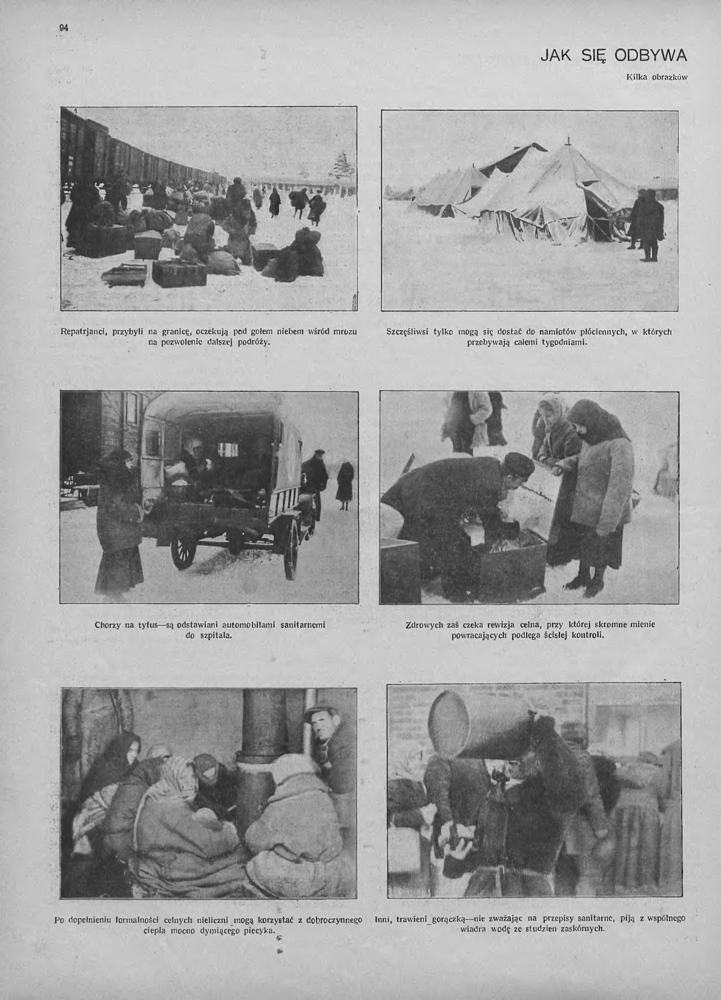 94
JAK SIĘ ODBYWA
Kilka obrazków
1
Repatrjanci, przybyli na granicę, oczekują pod gołem niebem wśród mrozu
na pozwolenie dalszej podróży.
Szczęśliwsi tylko mogą się dostać do namiotów płóciennych, w których
przebywają całemi tygodniami.
Chorzy na tyfus—są odstawiani automobilami sanitarnemi
do szpitala.
Zdrowych zaś czeka rewizja celna, przy której skromne mienie
powracających podlega ścisłej kontroli.
Po dopełnieniu formalności celnych nieliczni mogą korzystać z dobroczynnego
ciepła mocno dymiącego piecyka.
Inni, trawieni gorączką—nie zważając na przepisy sanitarne, piją z wspólnego
wiadra wodę ze studzien zaskórnych.